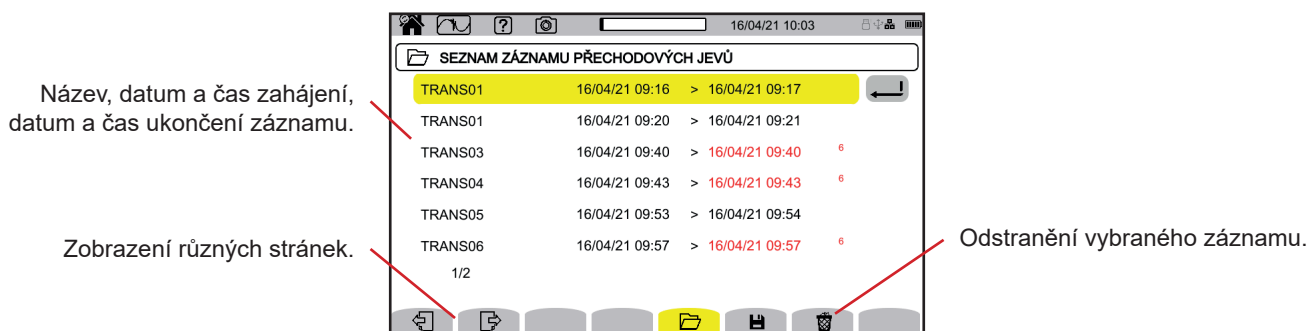 16/04/21 10:03
SEZNAM ZÁZNAMU PŘECHODOVÝCH JEVŮ
Název, datum a čas zahájení,
datum a čas ukončení záznamu.
TRANS01 16/04/21 09:16 > 16/04/21 09:17
TRANS01 16/04/21 09:20 > 16/04/21 09:21
TRANS03 16/04/21 09:40 > 16/04/21 09:40 6
TRANS04 16/04/21 09:43 > 16/04/21 09:43 6
TRANS05 16/04/21 09:53 > 16/04/21 09:54
TRANS06 16/04/21 09:57 > 16/04/21 09:57 6
1/2
Zobrazení různých stránek.
Odstranění vybraného záznamu.